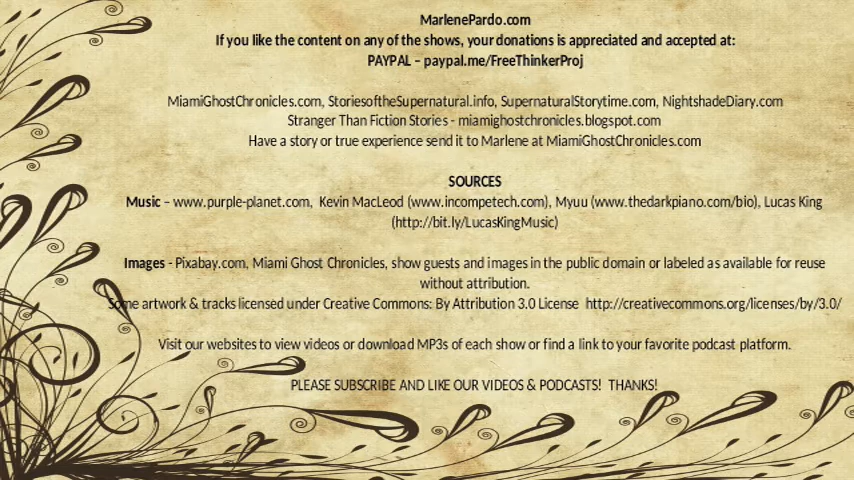 MarlenePardo.com
If you like the content on any of the shows, your donations is appreciated and accepted at:
PAYPAL – paypal.me/FreeThinkerProj
MiamiGhostChronicles.com, StoriesoftheSupernatural.info, SupernaturalStorytime.com, NightshadeDiary.com
Stranger Than Fiction Stories - miamighostchronicles.blogspot.com
Have a story or true experience send it to Marlene at MiamiGhostChronicles.com
SOURCES
Music – www.purple-planet.com, Kevin MacLeod (www.incompetech.com), Myuu (www.thedarkpiano.com/bio), Lucas King
(http://bit.ly/LucasKingMusic)
Images - Pixabay.com, Miami Ghost Chronicles, show guests and images in the public domain or labeled as available for reuse
without attribution.
Some artwork & tracks licensed under Creative Commons: By Attribution 3.0 License http://creativecommons.org/licenses/by/3.0/
Visit our websites to view videos or download MP3s of each show or find a link to your favorite podcast platform.
PLEASE SUBSCRIBE AND LIKE OUR VIDEOS & PODCASTS! THANKS!